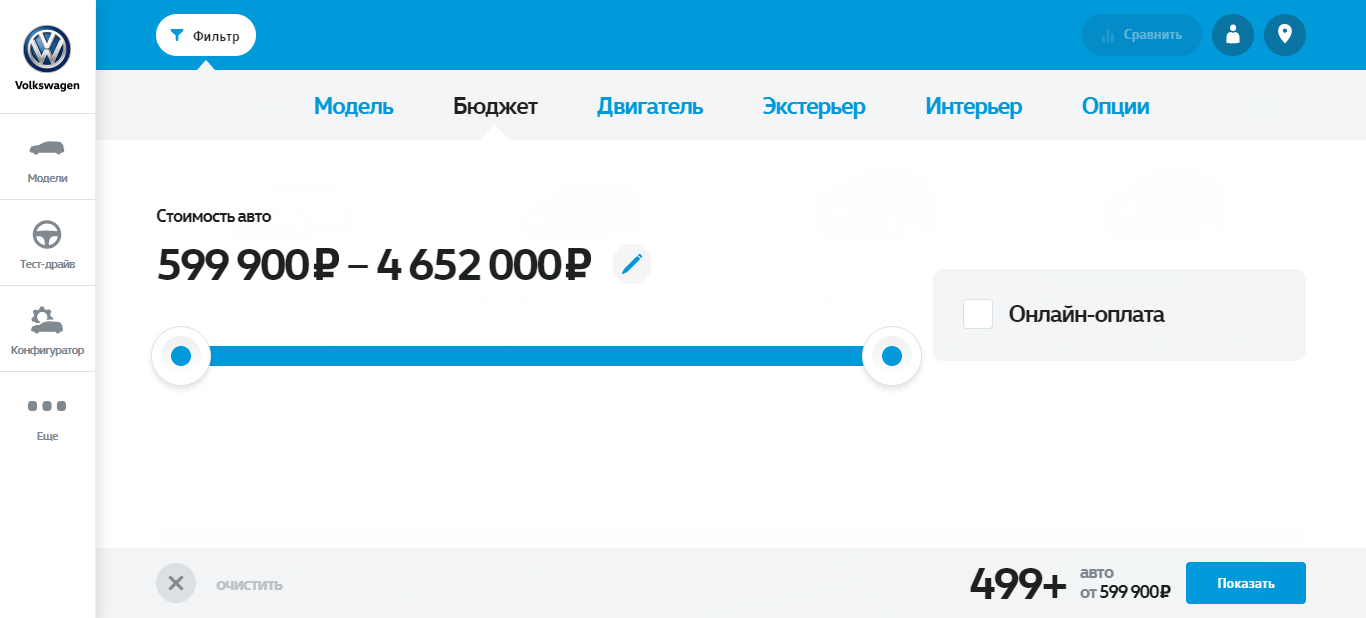 Volkswagen
Модели
Тест-драйв
Конфигуратор
Еще
Фильтр
Сравнить
Модель
Бюджет
Двигатель
Экстерьер
Интерьер
Опции
Стоимость авто
599 900₽ – 4 652 000₽
Онлайн-оплата
очистить
499+
авто
от 599 900₽
Показать